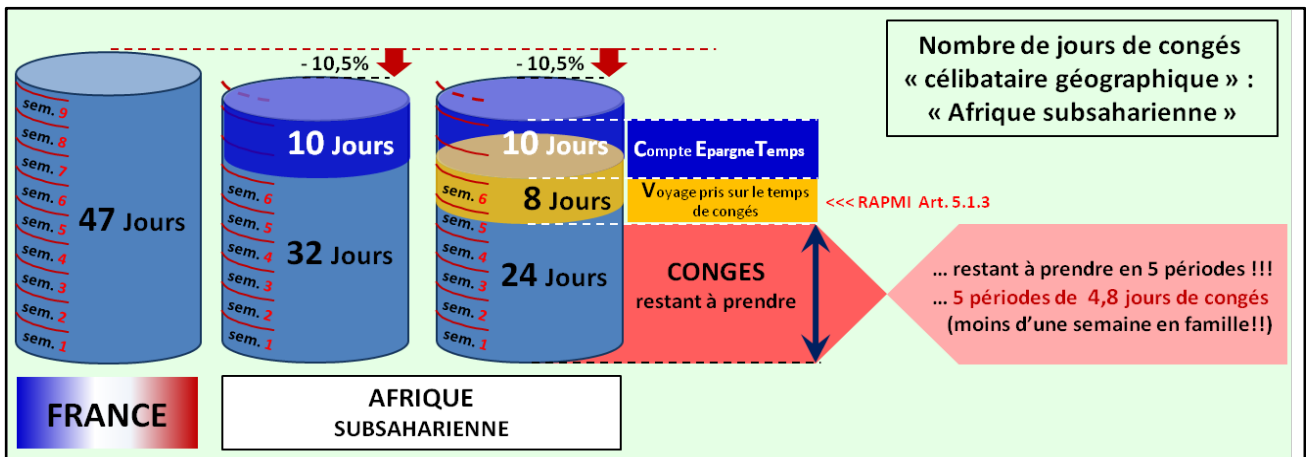 Nombre de jours de congés
« célibataire géographique » :
« Afrique subsaharienne »
- 10,5%
- 10,5%
sem. 9
sem. 8
sem. 7
sem. 6
sem. 5
sem. 4
sem. 3
sem. 2
sem. 1
47 Jours
10 Jours
sem. 6
sem. 5
sem. 4
sem. 3
sem. 2
sem. 1
32 Jours
10 Jours
sem. 6
sem. 5
sem. 4
sem. 3
sem. 2
sem. 1
8 Jours
24 Jours
Compte Epargne Temps
Voyage pris sur le temps
de congés
<<< RAPMI Art. 5.1.3
CONGES
restant à prendre
... restant à prendre en 5 périodes !!!
... 5 périodes de 4,8 jours de congés
(moins d’une semaine en famille!!)
FRANCE
AFRIQUE
SUBSAHARIENNE